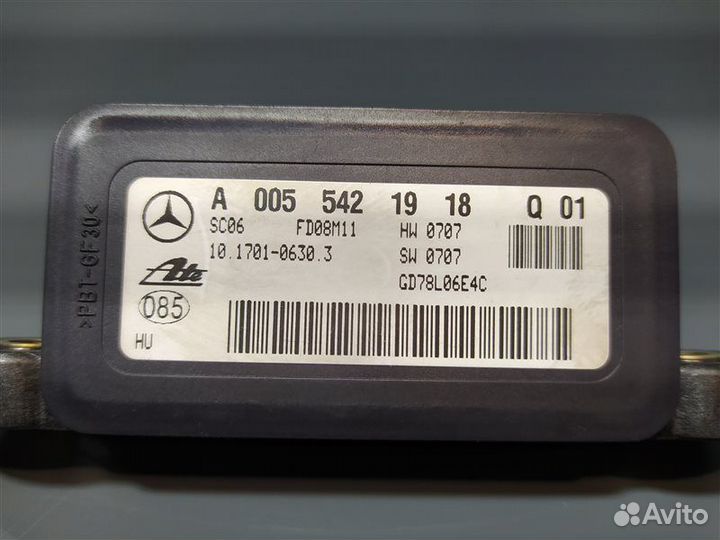 A 005 542 19 18 Q 01
SC06 FD08M11 HW 0707
10.1701-0630.3 SW 0707
GD78L06E4C
Ate
085
HU
>PBT-GF30<
Avito